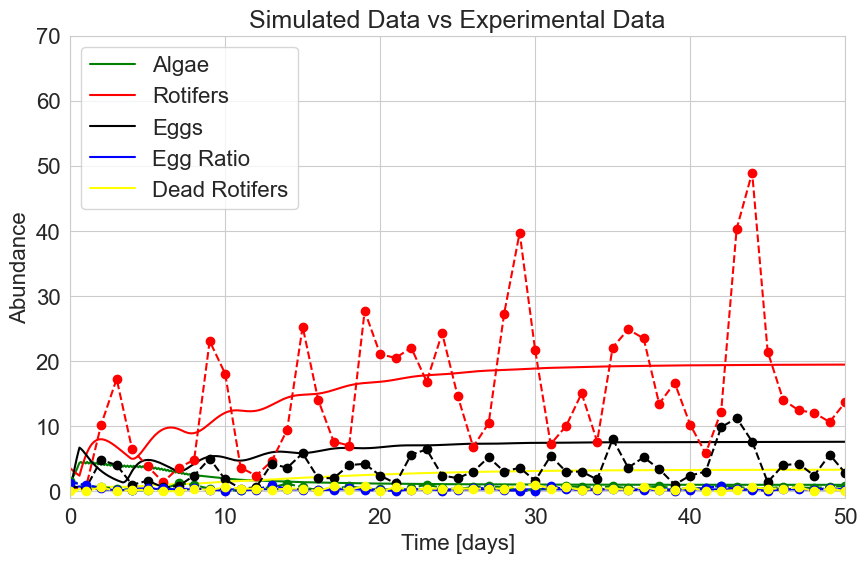 Simulated Data vs Experimental Data
70
60
50
40
30
20
10
0
Abundance
Algae
Rotifers
Eggs
Egg Ratio
Dead Rotifers
0 10 20 30 40 50
Time [days]